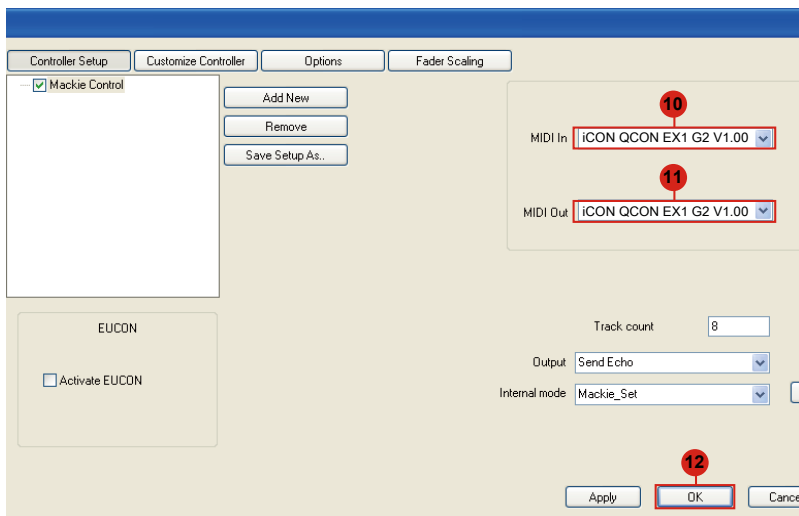 Controller Setup
Customize Controller
Options
Fader Scaling
Mackie Control
Add New
Remove
Save Setup As..
10
MIDI In
iCON QCON EX1 G2 V1.00
11
MIDI Out
iCON QCON EX1 G2 V1.00
EUCON
Activate EUCON
Track count
8
Output
Send Echo
Internal mode
Mackie_Set
12
Apply
OK
Cance